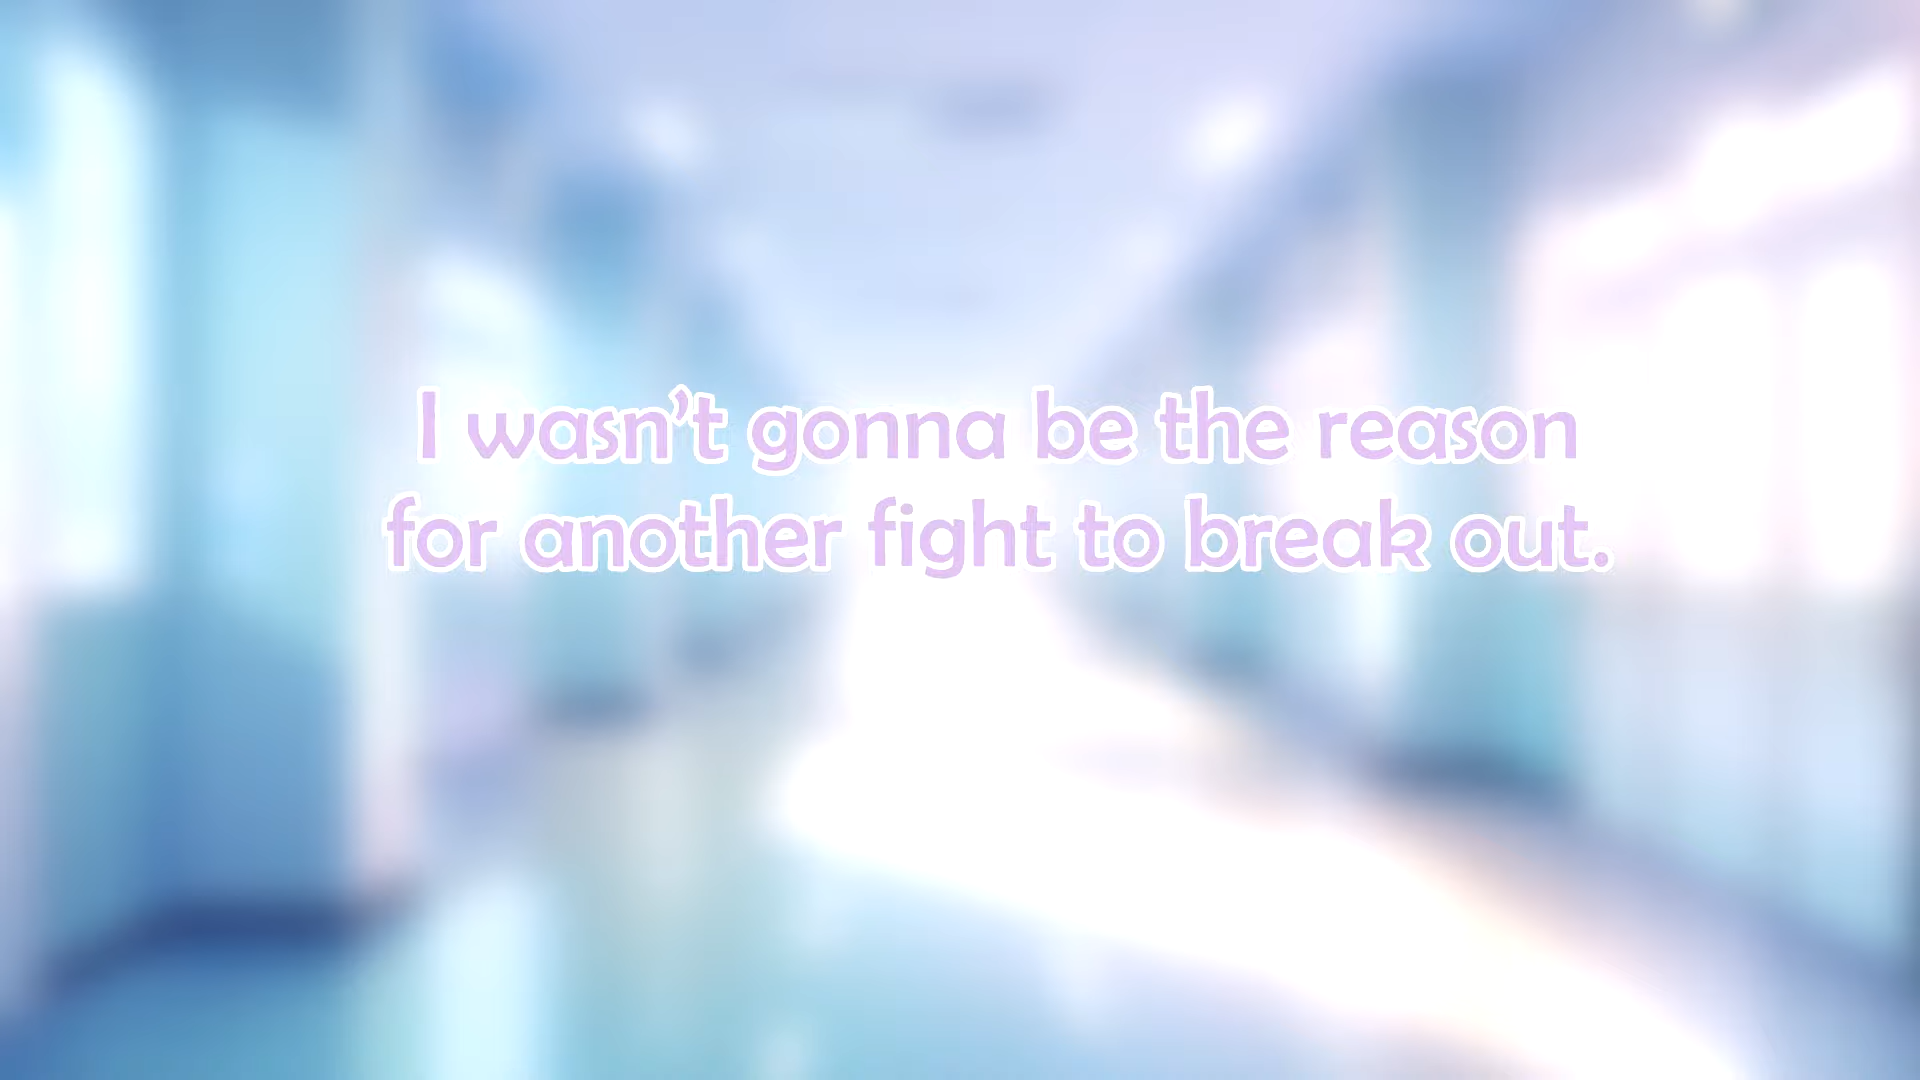 I wasn’t gonna be the reason
for another fight to break out.